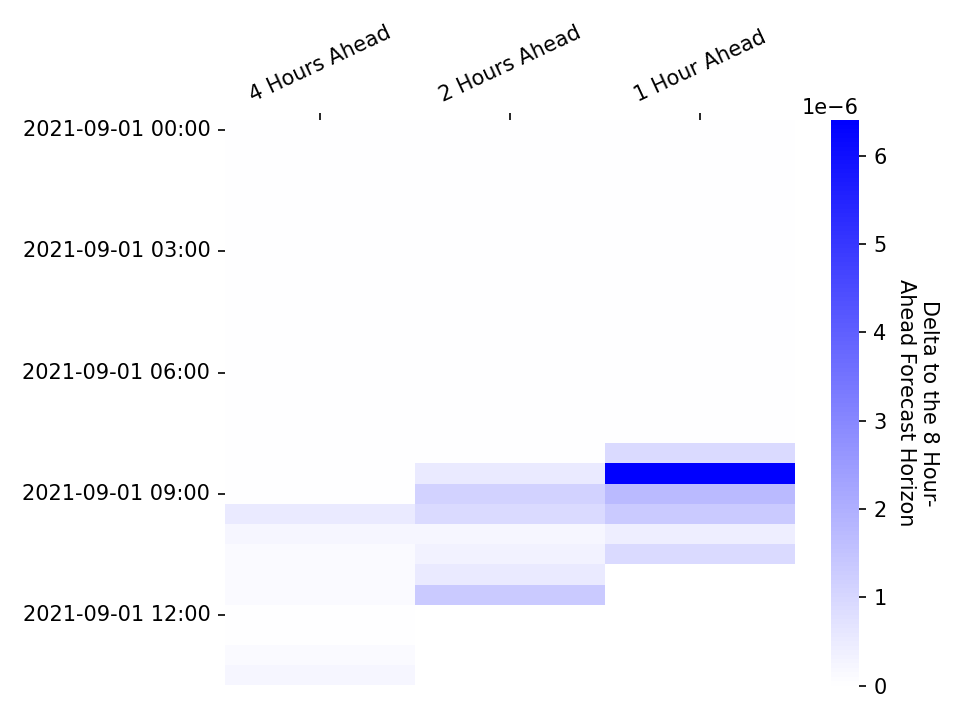 4 Hours Ahead
2 Hours Ahead
1 Hour Ahead
1e−6
2021-09-01 00:00
2021-09-01 03:00
2021-09-01 06:00
2021-09-01 09:00
2021-09-01 12:00
6
5
4
3
2
1
0
Delta to the 8 Hour-
Ahead Forecast Horizon